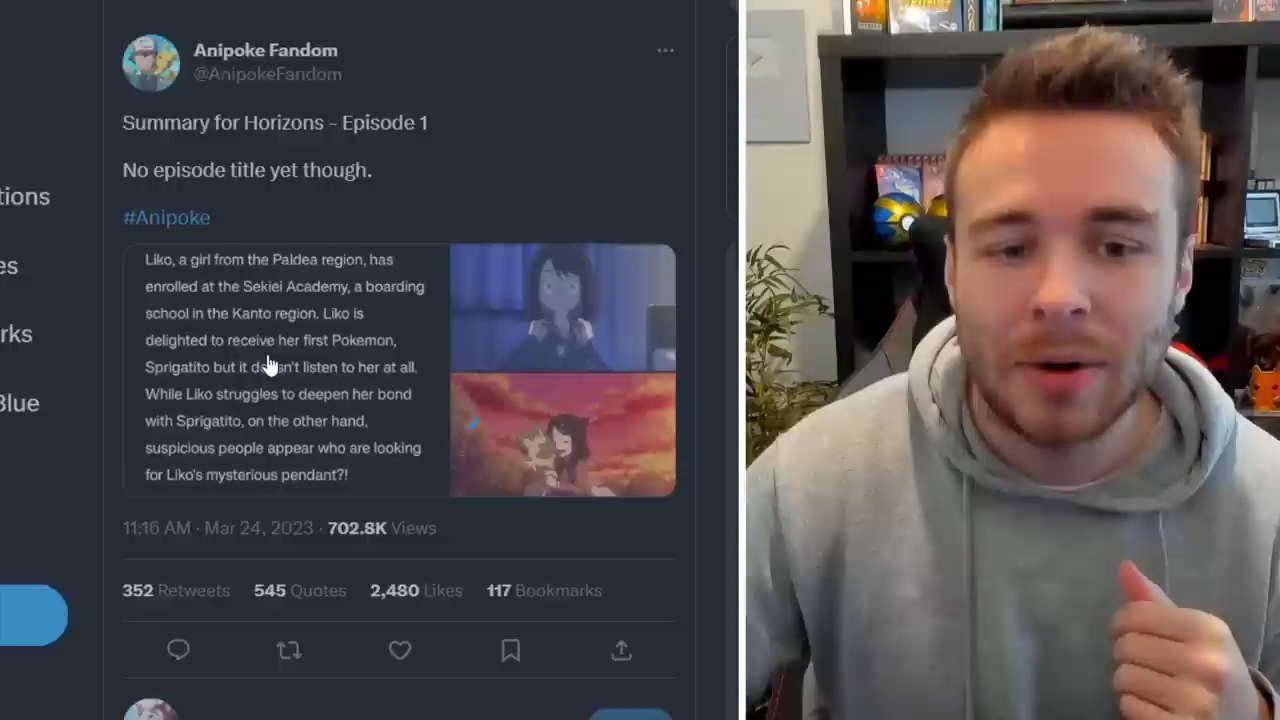 Anipoke Fandom
@AnipokeFandom
Summary for Horizons - Episode 1
No episode title yet though.
#Anipoke
Liko, a girl from the Paldea region, has
enrolled at the Sekiei Academy, a boarding
school in the Kanto region. Liko is
delighted to receive her first Pokemon,
Sprigatito but it doesn't listen to her at all.
While Liko struggles to deepen her bond
with Sprigatito, on the other hand,
suspicious people appear who are looking
for Liko's mysterious pendant?!
11:16 AM · Mar 24, 2023 · 702.8K Views
352 Retweets 545 Quotes 2,480 Likes 117 Bookmarks
tions
es
rks
Blue